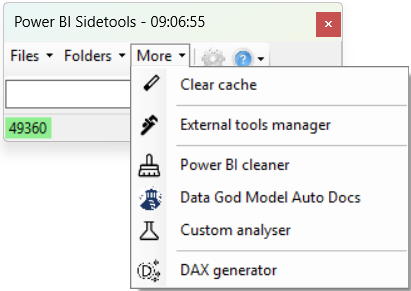 Power BI Sidetools - 09:06:55
Files Folders More
Clear cache
49360
External tools manager
Power BI cleaner
Data God Model Auto Docs
Custom analyser
DAX generator